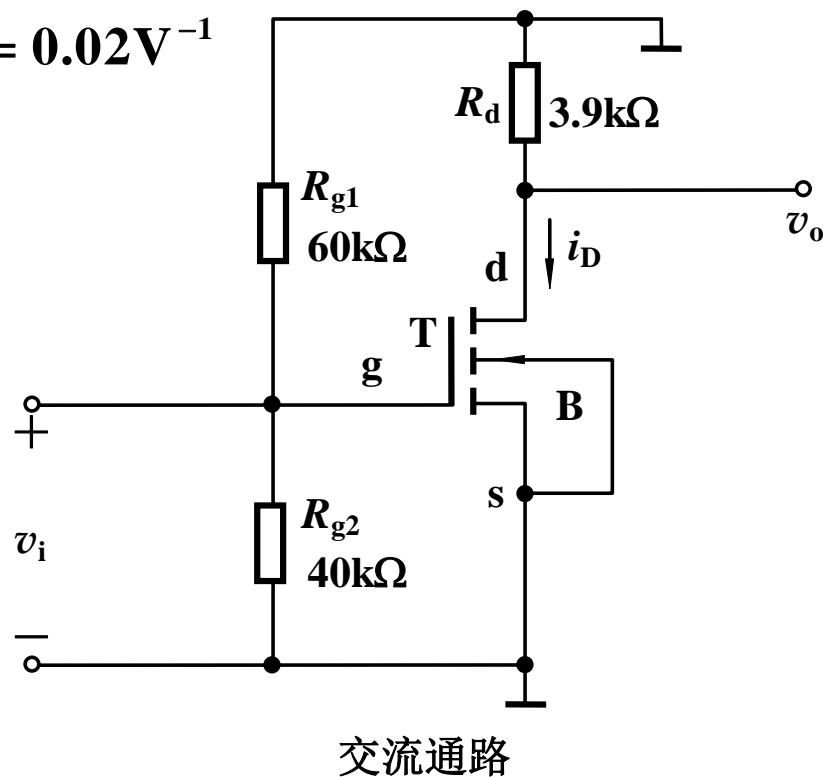 = 0.02V⁻¹
R_d 3.9kΩ
R_g1
60kΩ
v_o
i_D
d
T
g
B
s
+
R_g2
v_i
40kΩ
−
交流通路